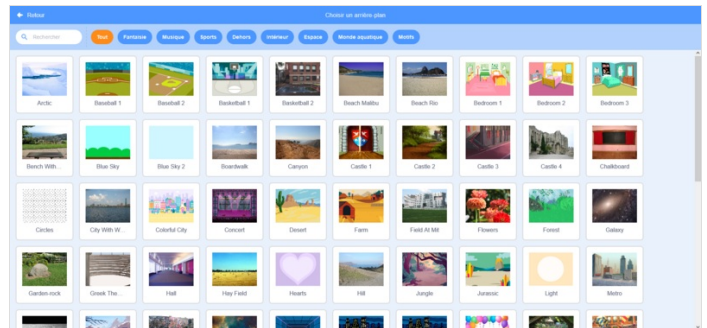 Retour
Choisir un arrière-plan
Rechercher
Tout Fantaisie Musique Sports Dehors Intérieur Espace Monde aquatique Motifs
Arctic Baseball 1 Baseball 2 Basketball 1 Basketball 2 Beach Malibu Beach Rio Bedroom 1 Bedroom 2 Bedroom 3
Bench With... Blue Sky Blue Sky 2 Boardwalk Canyon Castle 1 Castle 2 Castle 3 Castle 4 Chalkboard
Circles City With W... Colorful City Concert Desert Farm Field At Mit Flowers Forest Galaxy
Garden-rock Greek The... Hall Hay Field Hearts Hill Jungle Jurassic Light Metro